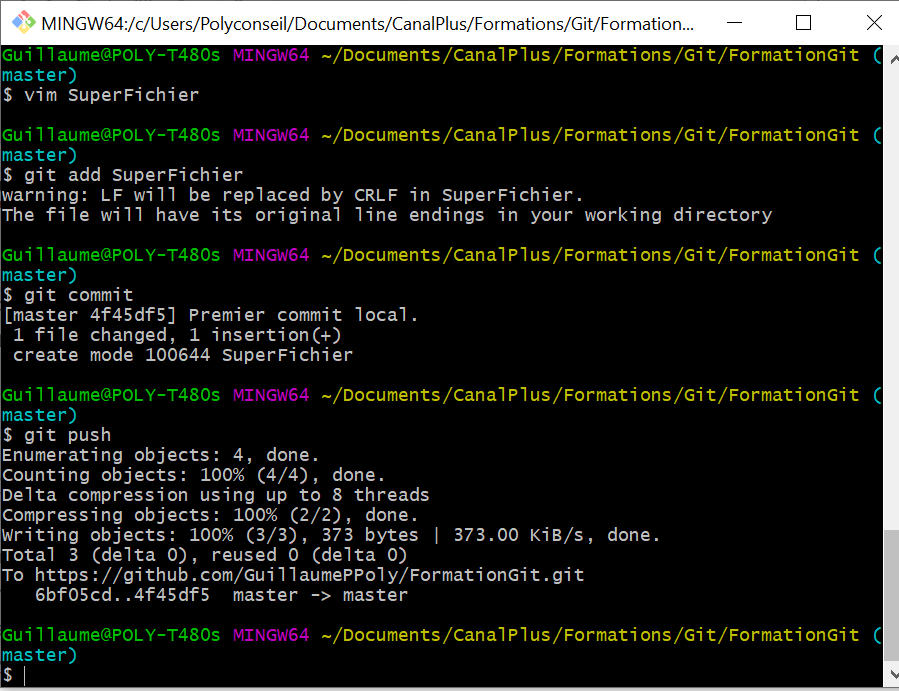 MINGW64:/c/Users/Polyconseil/Documents/CanalPlus/Formations/Git/Formation...
Guillaume@POLY-T480s MINGW64 ~/Documents/CanalPlus/Formations/Git/FormationGit (
master)
$ vim SuperFichier
Guillaume@POLY-T480s MINGW64 ~/Documents/CanalPlus/Formations/Git/FormationGit (
master)
$ git add SuperFichier
warning: LF will be replaced by CRLF in SuperFichier.
The file will have its original line endings in your working directory
Guillaume@POLY-T480s MINGW64 ~/Documents/CanalPlus/Formations/Git/FormationGit (
master)
$ git commit
[master 4f45df5] Premier commit local.
 1 file changed, 1 insertion(+)
 create mode 100644 SuperFichier
Guillaume@POLY-T480s MINGW64 ~/Documents/CanalPlus/Formations/Git/FormationGit (
master)
$ git push
Enumerating objects: 4, done.
Counting objects: 100% (4/4), done.
Delta compression using up to 8 threads
Compressing objects: 100% (2/2), done.
Writing objects: 100% (3/3), 373 bytes | 373.00 KiB/s, done.
Total 3 (delta 0), reused 0 (delta 0)
To https://github.com/GuillaumePPoly/FormationGit.git
   6bf05cd..4f45df5  master -> master
Guillaume@POLY-T480s MINGW64 ~/Documents/CanalPlus/Formations/Git/FormationGit (
master)
$